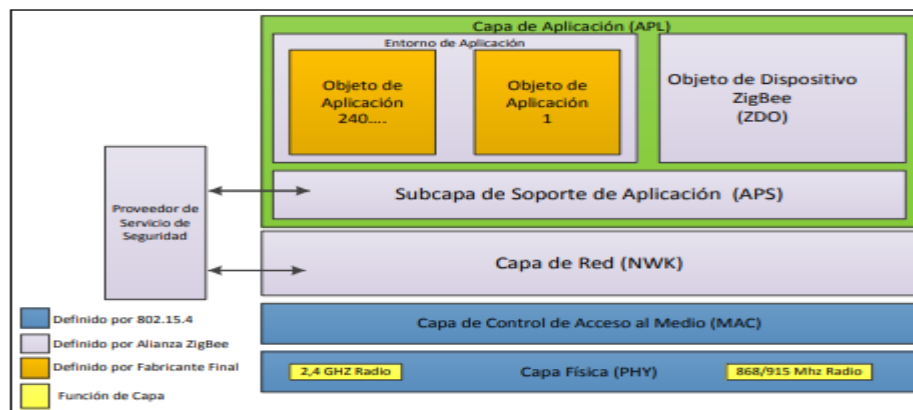 Capa de Aplicación (APL)
Entorno de Aplicación
Objeto de
Aplicación
240....
Objeto de
Aplicación
1
Objeto de Dispositivo
ZigBee
(ZDO)
Subcapa de Soporte de Aplicación (APS)
Proveedor de
Servicio de
Seguridad
Capa de Red (NWK)
Capa de Control de Acceso al Medio (MAC)
2,4 GHZ Radio
Capa Física (PHY)
868/915 Mhz Radio
Definido por 802.15.4
Definido por Alianza ZigBee
Definido por Fabricante Final
Función de Capa